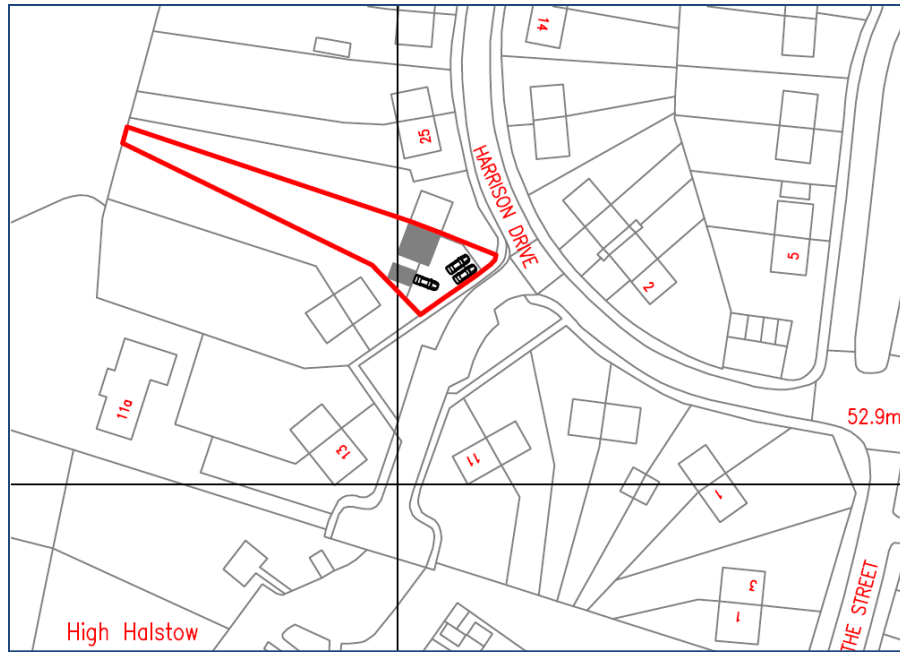 14
25
HARRISON DRIVE
5
2
11a
13
11
52.9m
1
3
1
THE STREET
High Halstow